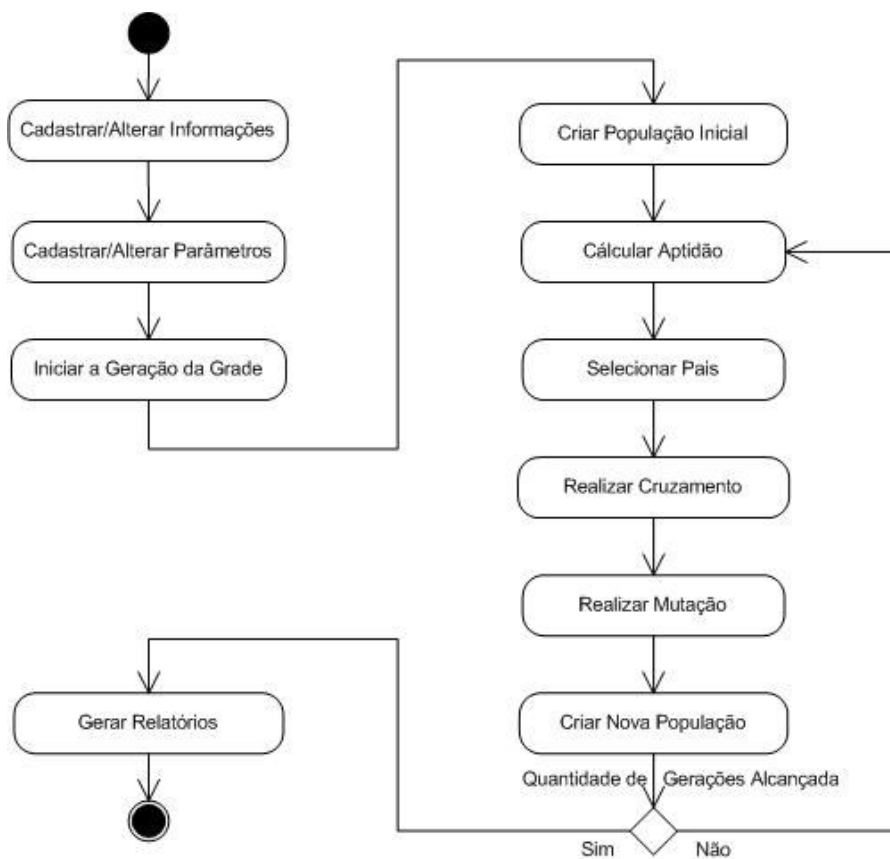 Cadastrar/Alterar Informações
Cadastrar/Alterar Parâmetros
Iniciar a Geração da Grade
Criar População Inicial
Cálcular Aptidão
Selecionar Pais
Realizar Cruzamento
Realizar Mutação
Criar Nova População
Quantidade de Gerações Alcançada
Sim
Não
Gerar Relatórios